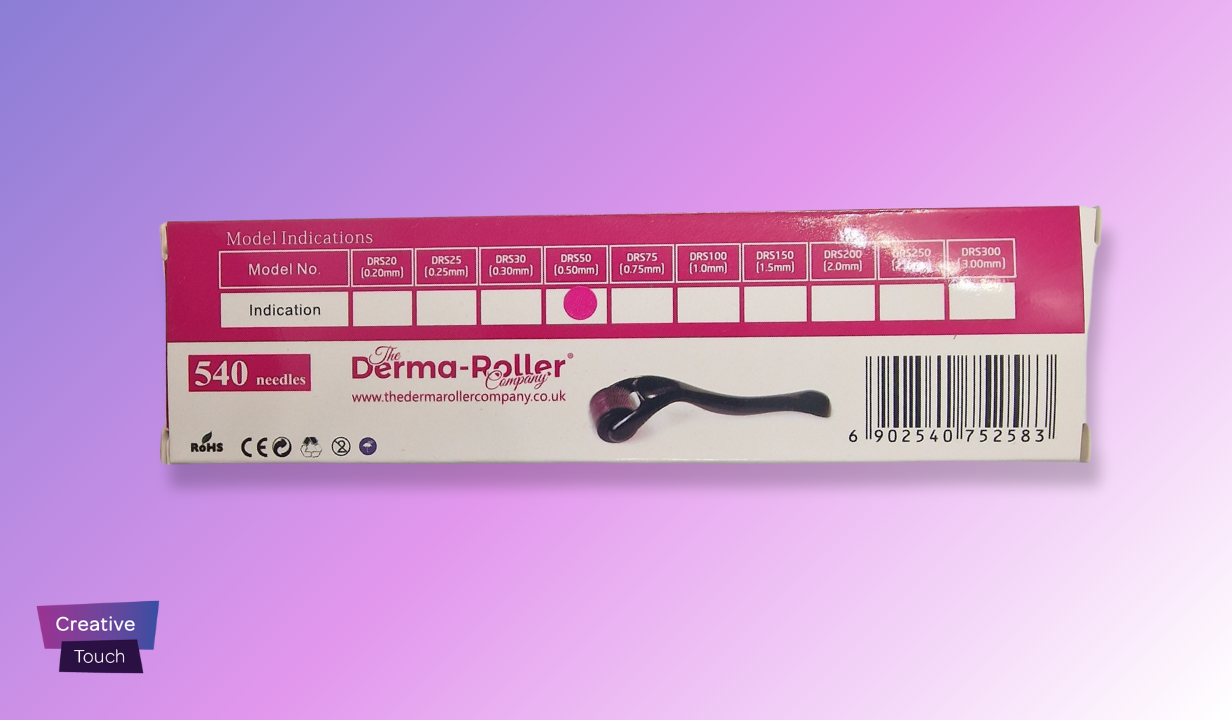 Model Indications
Model No. DRS20 (0.20mm) DRS25 (0.25mm) DRS30 (0.30mm) DRS50 (0.50mm) DRS75 (0.75mm) DRS100 (1.0mm) DRS150 (1.5mm) DRS200 (2.0mm) DRS250 DRS300 (3.00mm)
Indication
540 needles
The
Derma-Roller®
Company
www.thedermarollercompany.co.uk
RoHS CE
6 902540 752583
Creative
Touch